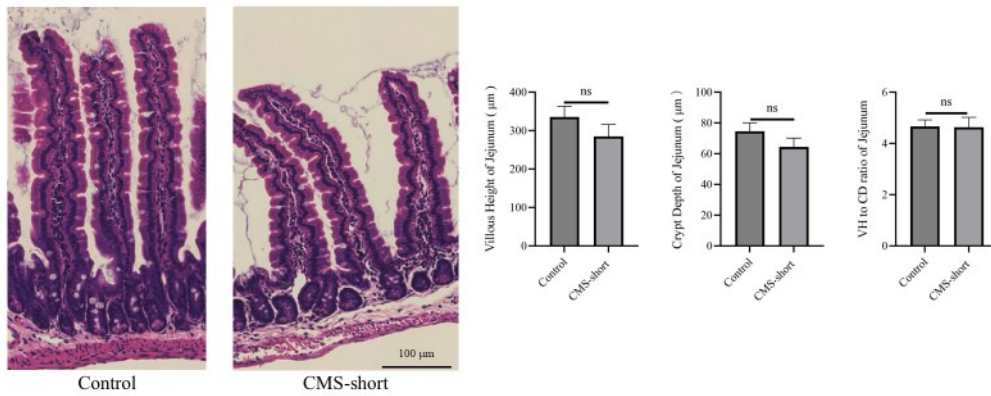 Control
CMS-short
100 μm
Villous Height of Jejunum ( μm )
400
300
200
100
0
ns
Control
CMS-short
Crypt Depth of Jejunum ( μm )
100
80
60
40
20
0
ns
Control
CMS-short
VH to CD ratio of Jejunum
6
4
2
0
ns
Control
CMS-short